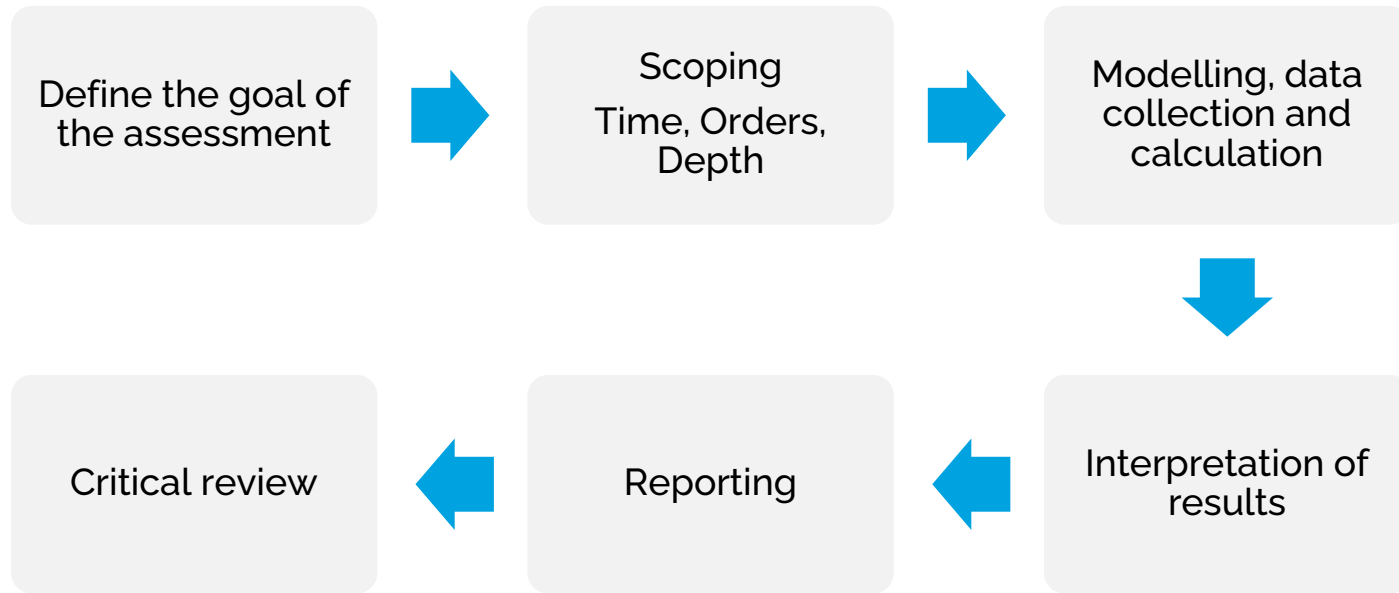 Define the goal of
the assessment
Scoping
Time, Orders,
Depth
Modelling, data
collection and
calculation
Interpretation of
results
Reporting
Critical review